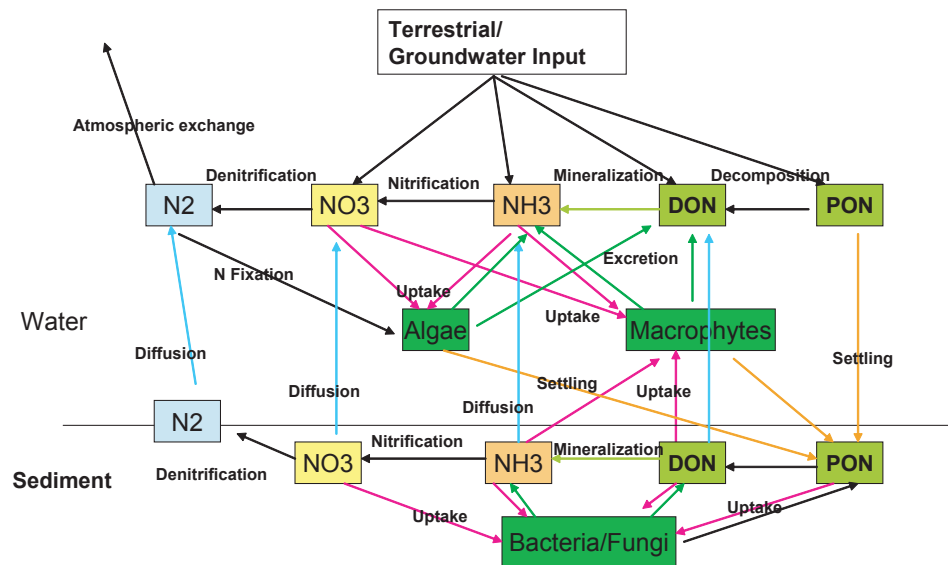 Terrestrial/
Groundwater Input
Atmospheric exchange
Denitrification
Nitrification
Mineralization
Decomposition
N2
NO3
NH3
DON
PON
N Fixation
Excretion
Uptake
Uptake
Water
Algae
Macrophytes
Diffusion
Settling
Settling
Diffusion
Diffusion
Uptake
N2
Nitrification
Mineralization
Sediment
Denitrification
NO3
NH3
DON
PON
Uptake
Uptake
Bacteria/Fungi